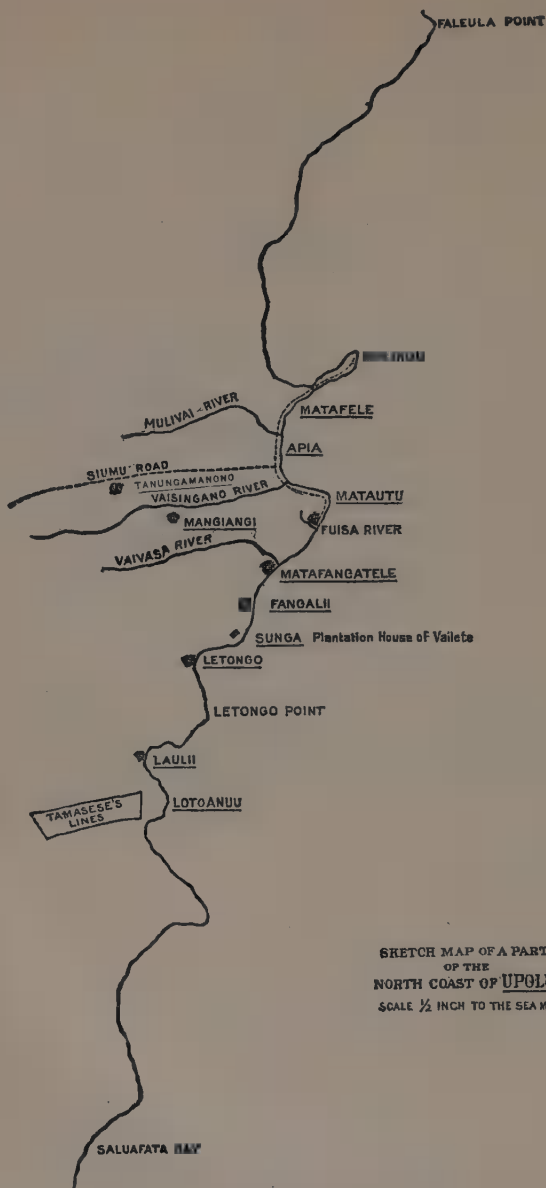 FALEULA POINT
MATAFELE
MULIVAI-RIVER
APIA
SIUMU ROAD
TANUNGAMANONO
VAISINGANO RIVER
MATAUTU
MANGIANGI
FUISA RIVER
VAIVASA RIVER
MATAFANGATELE
FANGALII
SUNGA Plantation House of Vailete
LETONGO
LETONGO POINT
LAULII
TAMASESE'S
LINES
LOTOANUU
SKETCH MAP OF A PART
OF THE
NORTH COAST OF
SCALE ½ INCH TO THE SEA
SALUAFATA